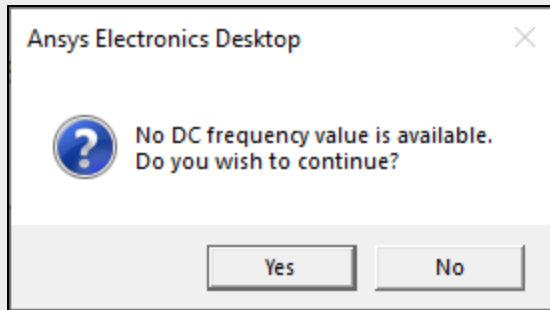 Ansys Electronics Desktop
No DC frequency value is available.
Do you wish to continue?
Yes
No